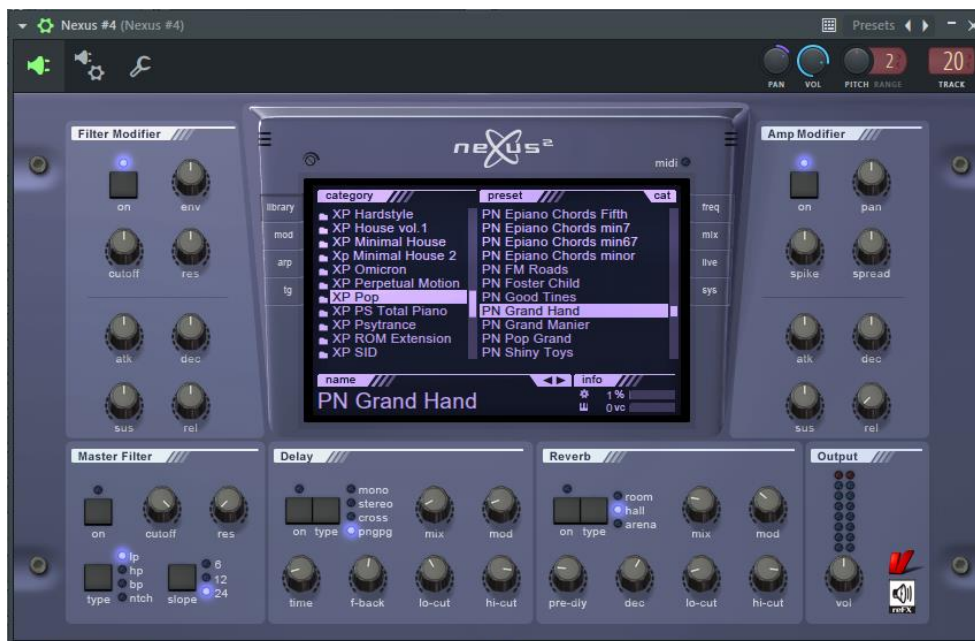 Nexus #4 (Nexus #4)
Presets
PAN
VOL
PITCH RANGE
2
20
TRACK
Filter Modifier
on
env
cutoff
res
atk
dec
sus
rel
nexus²
midi
library
mod
arp
tg
category
XP Hardstyle
XP House vol.1
XP Minimal House
Xp Minimal House 2
XP Omicron
XP Perpetual Motion
XP Pop
XP PS Total Piano
XP Psytrance
XP ROM Extension
XP SID
preset
cat
PN Epiano Chords Fifth
PN Epiano Chords min7
PN Epiano Chords min67
PN Epiano Chords minor
PN FM Roads
PN Foster Child
PN Good Tines
PN Grand Hand
PN Grand Manier
PN Pop Grand
PN Shiny Toys
name
PN Grand Hand
info
1 %
0 vc
freq
mix
live
sys
Amp Modifier
on
pan
spike
spread
atk
dec
sus
rel
Master Filter
on
cutoff
res
type
lp
hp
bp
ntch
slope
6
12
24
Delay
on
type
mono
stereo
cross
pngpg
mix
mod
time
f-back
lo-cut
hi-cut
Reverb
on
type
room
hall
arena
mix
mod
pre-dly
dec
lo-cut
hi-cut
Output
vol
reFX